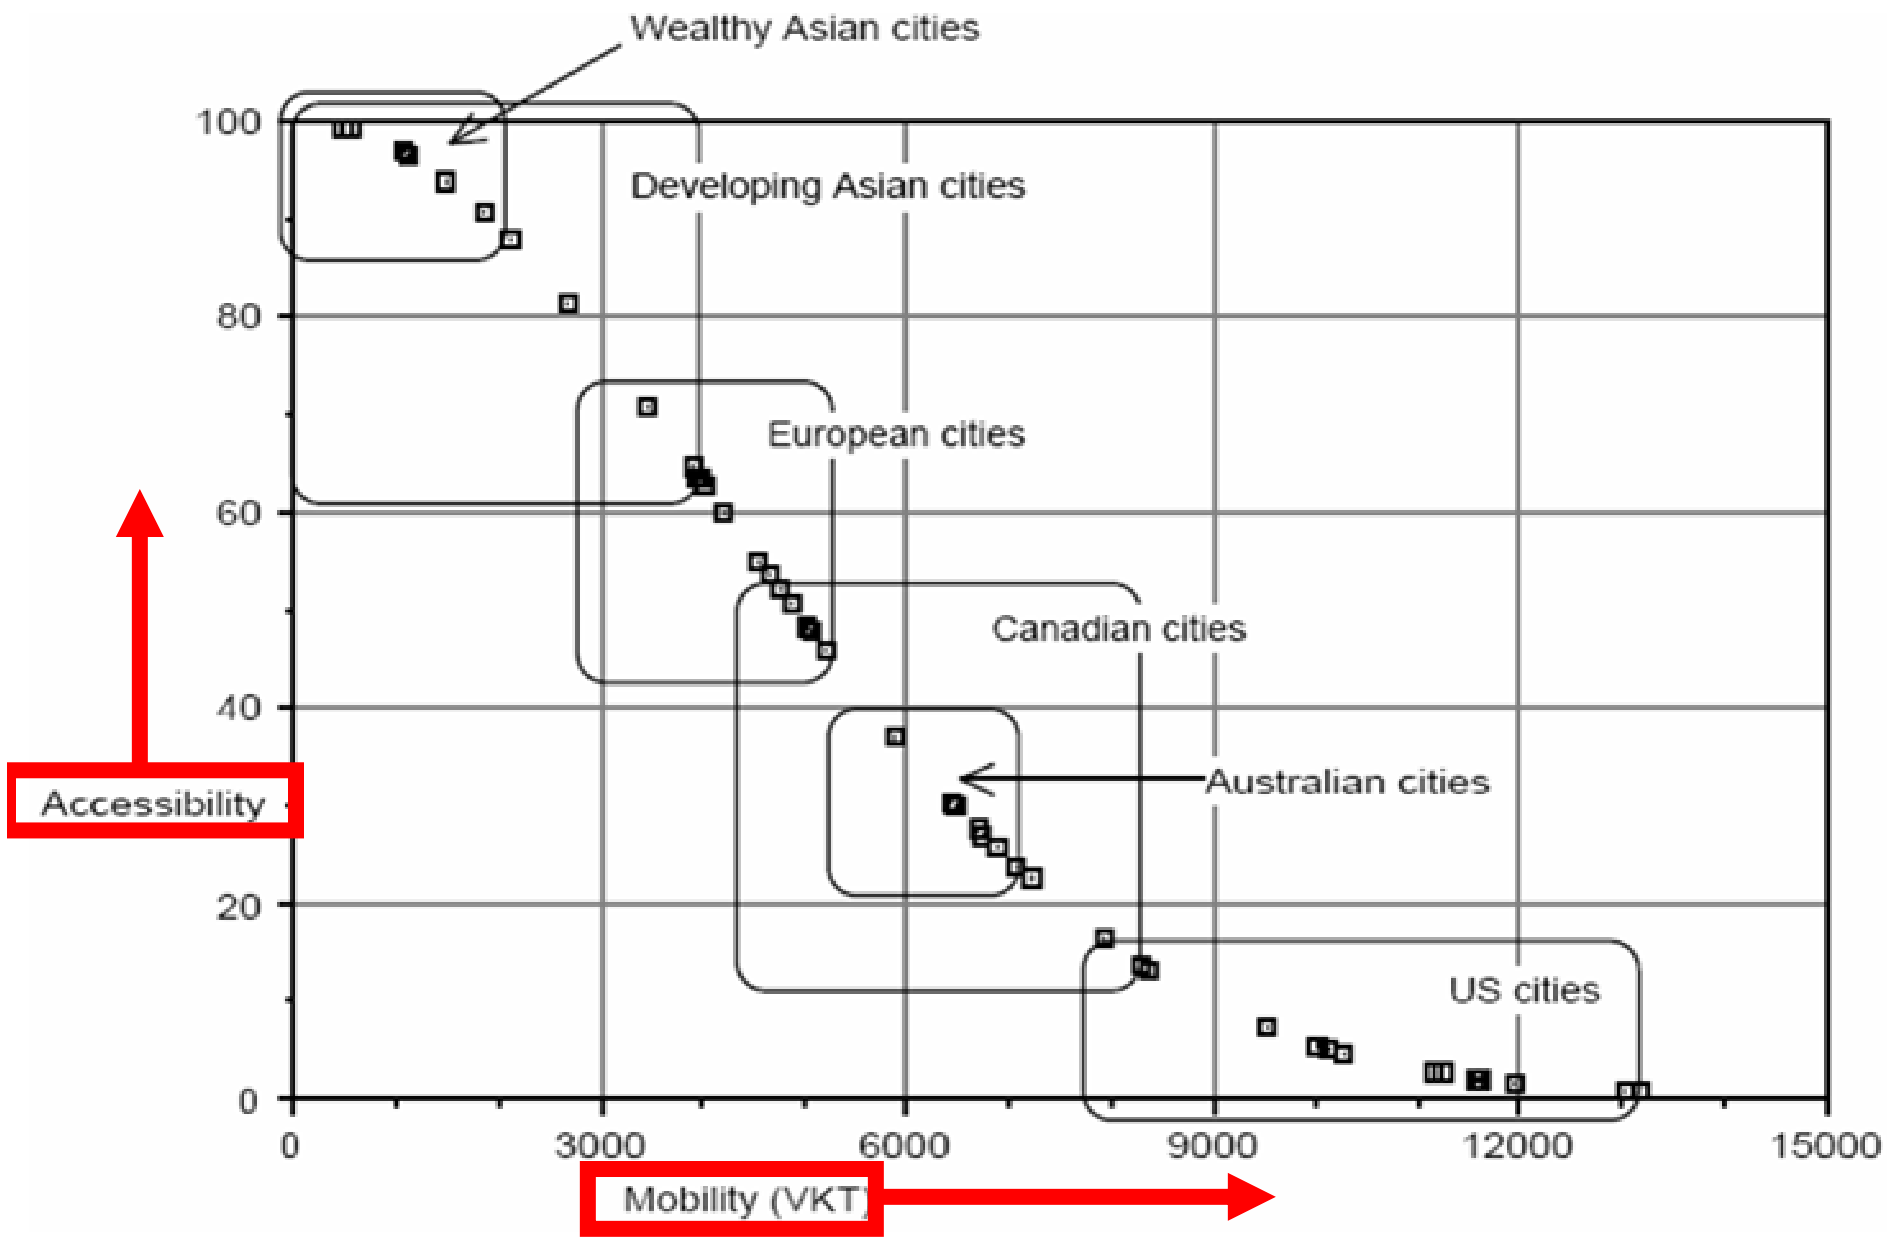 Wealthy Asian cities
100
Developing Asian cities
80
European cities
60
Canadian cities
40
Australian cities
Accessibility
20
US cities
0
0 3000 6000 9000 12000 15000
Mobility (VKT)